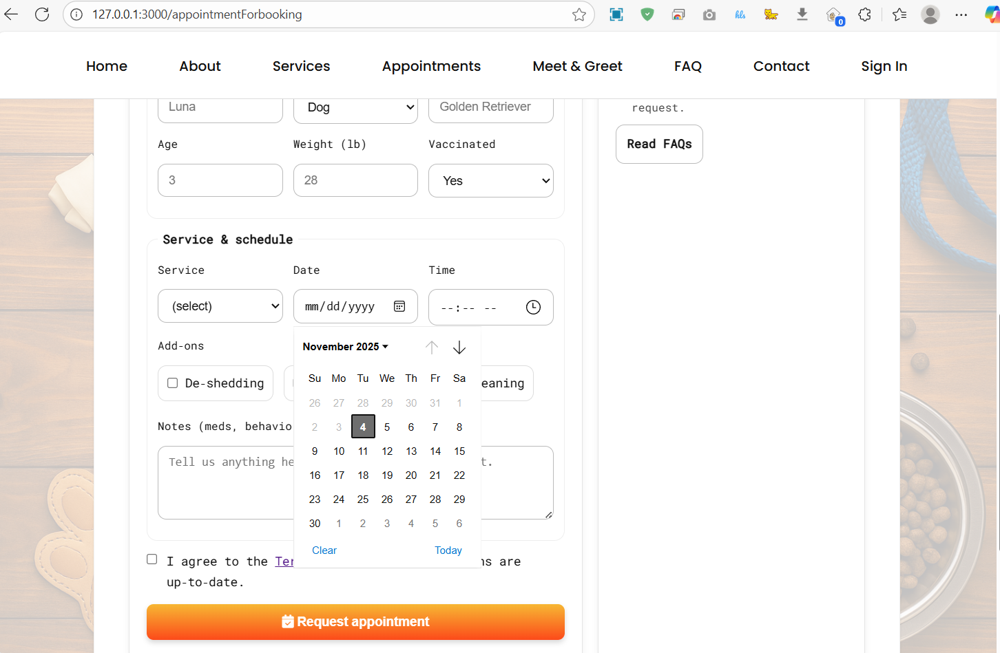 127.0.0.1:3000/appointmentForbooking
hls
0
Home About Services Appointments Meet & Greet FAQ Contact Sign In
Luna Dog Golden Retriever
request.
Read FAQs
Age Weight (lb) Vaccinated
3 28 Yes
Service & schedule
Service Date Time
(select) mm/dd/yyyy --:-- --
Add-ons
De-shedding eaning
November 2025
Su Mo Tu We Th Fr Sa
26 27 28 29 30 31 1
2 3 4 5 6 7 8
9 10 11 12 13 14 15
16 17 18 19 20 21 22
23 24 25 26 27 28 29
30 1 2 3 4 5 6
Clear Today
Notes (meds, behavio
Tell us anything he t.
I agree to the Ter ns are
up-to-date.
Request appointment